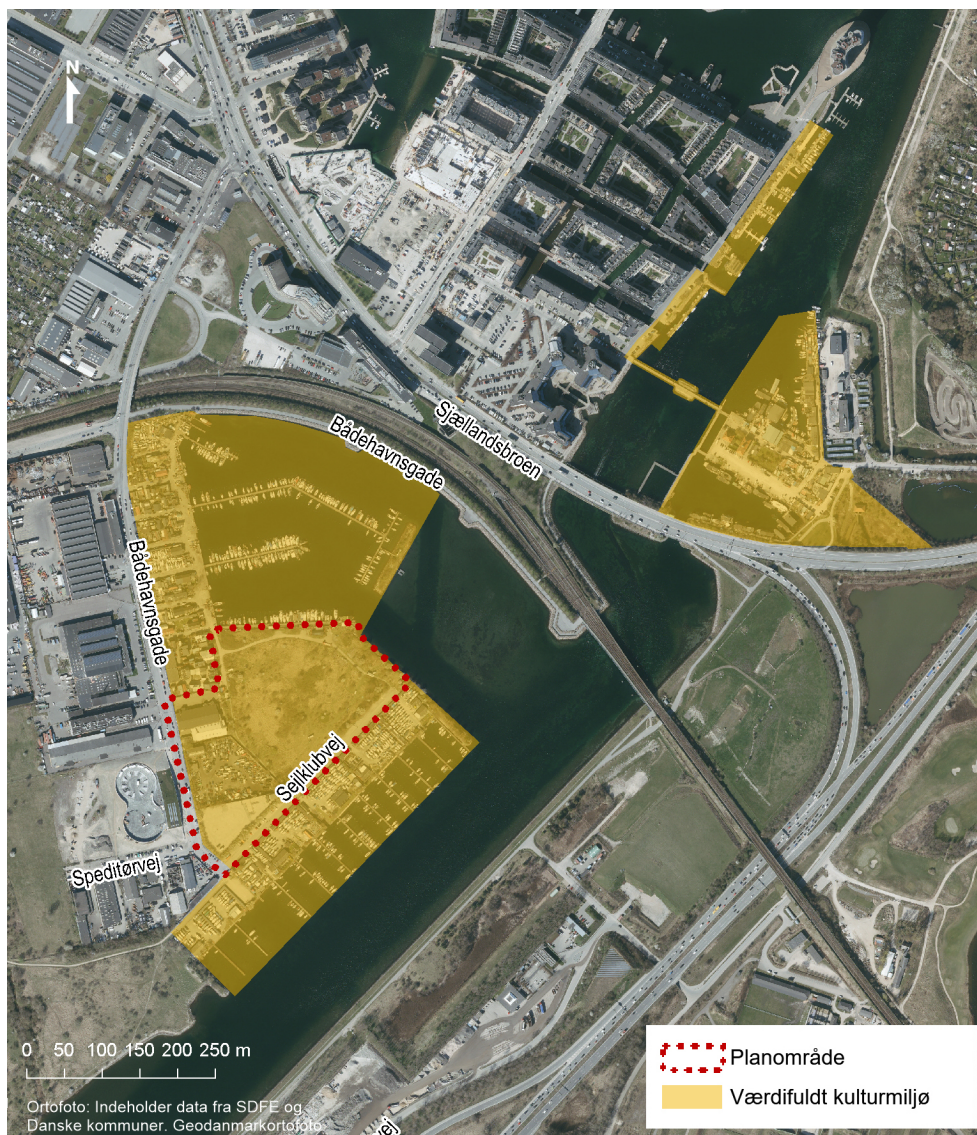 N
Sjællandsbroen
Bådehavnsgade
Bådehavnsgade
Sejlklubvej
Speditørvej
0 50 100 150 200 250 m
Ortofoto: Indeholder data fra SDFE og
Danske kommuner. Geodanmarkortofoto
Planområde
Værdifuldt kulturmiljø